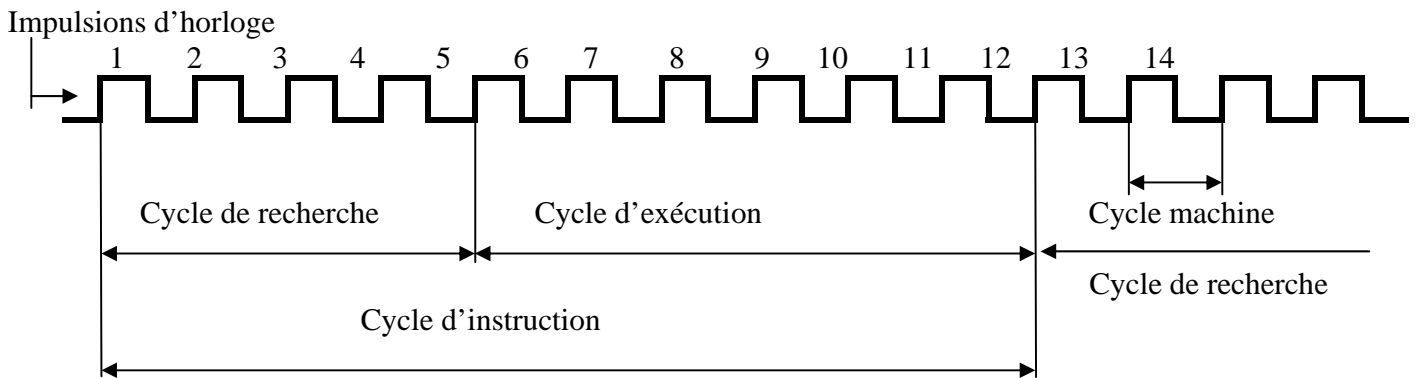 Impulsions d’horloge
1 2 3 4 5 6 7 8 9 10 11 12 13 14
Cycle de recherche Cycle d’exécution Cycle machine
Cycle de recherche
Cycle d’instruction